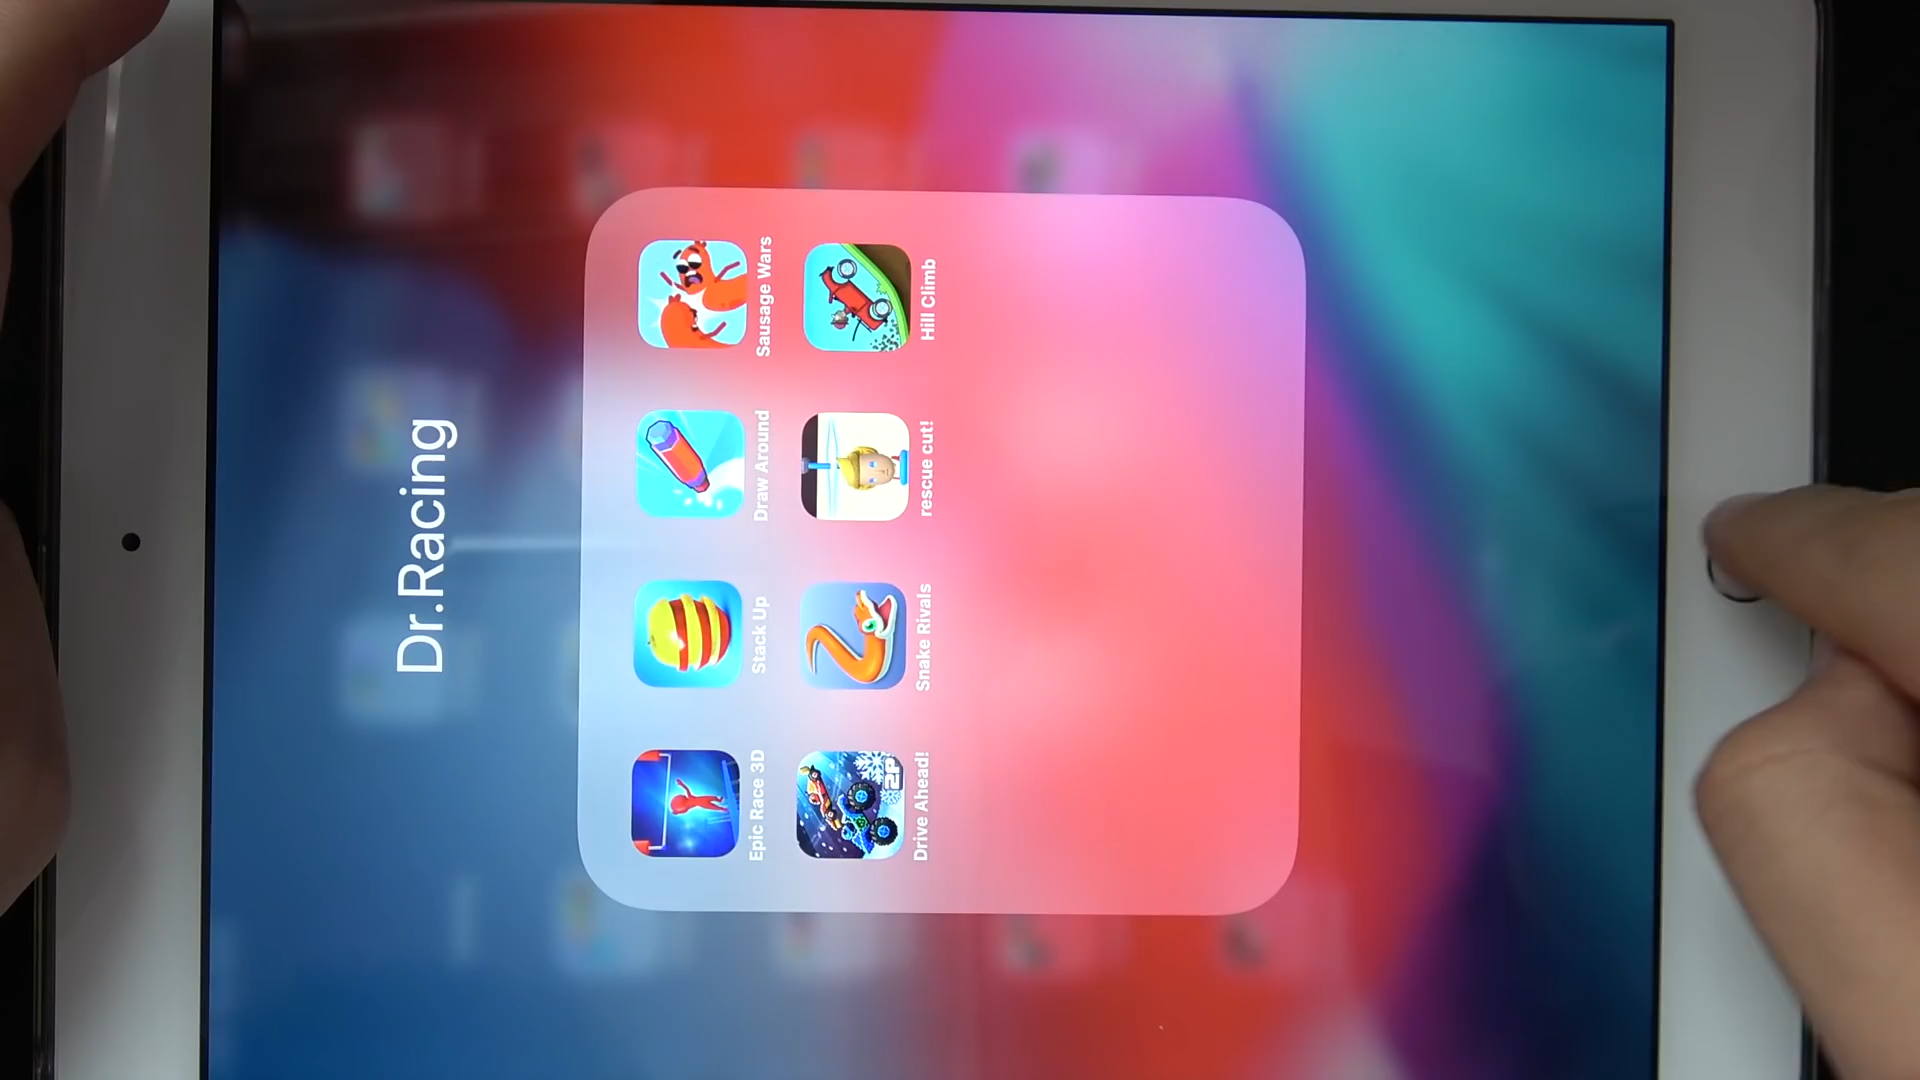 Dr.Racing
Epic Race 3D
Stack Up
Draw Around
Sausage Wars
Drive Ahead!
Snake Rivals
rescue cut!
Hill Climb
2P